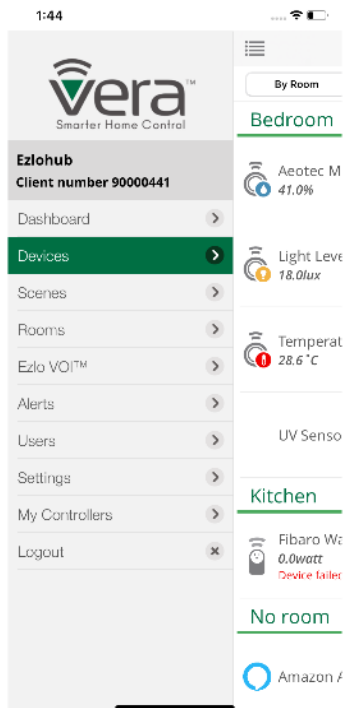 1:44
vera™
Smarter Home Control
Ezlohub
Client number 90000441
Dashboard
Devices
Scenes
Rooms
Ezlo VOI™
Alerts
Users
Settings
My Controllers
Logout
By Room
Bedroom
Aeotec M
41.0%
Light Leve
18.0lux
Temperat
28.6 °C
UV Senso
Kitchen
Fibaro Wa
0.0watt
Device failed
No room
Amazon A